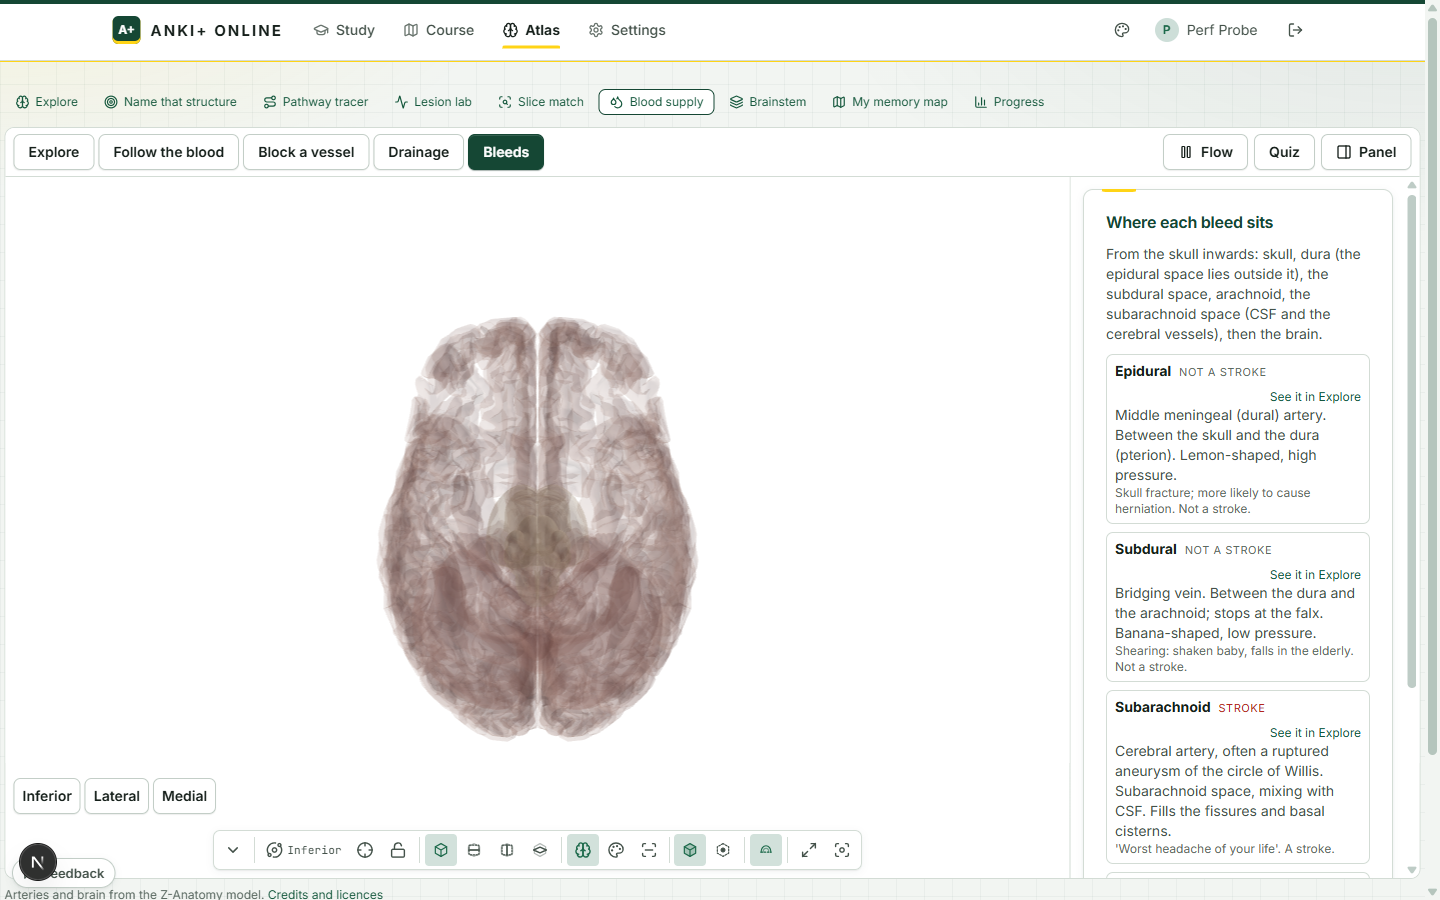 A+ ANKI+ ONLINE Study Course Atlas Settings P Perf Probe
Explore Name that structure Pathway tracer Lesion lab Slice match Blood supply Brainstem My memory map Progress
Explore Follow the blood Block a vessel Drainage Bleeds Flow Quiz Panel
Where each bleed sits
From the skull inwards: skull, dura (the
epidural space lies outside it), the
subdural space, arachnoid, the
subarachnoid space (CSF and the
cerebral vessels), then the brain.
Epidural NOT A STROKE
See it in Explore
Middle meningeal (dural) artery.
Between the skull and the dura
(pterion). Lemon-shaped, high
pressure.
Skull fracture; more likely to cause
herniation. Not a stroke.
Subdural NOT A STROKE
See it in Explore
Bridging vein. Between the dura and
the arachnoid; stops at the falx.
Banana-shaped, low pressure.
Shearing: shaken baby, falls in the elderly.
Not a stroke.
Subarachnoid STROKE
See it in Explore
Cerebral artery, often a ruptured
aneurysm of the circle of Willis.
Subarachnoid space, mixing with
CSF. Fills the fissures and basal
cisterns.
'Worst headache of your life'. A stroke.
Inferior Lateral Medial
Inferior
N eedback
Arteries and brain from the Z-Anatomy model. Credits and licences